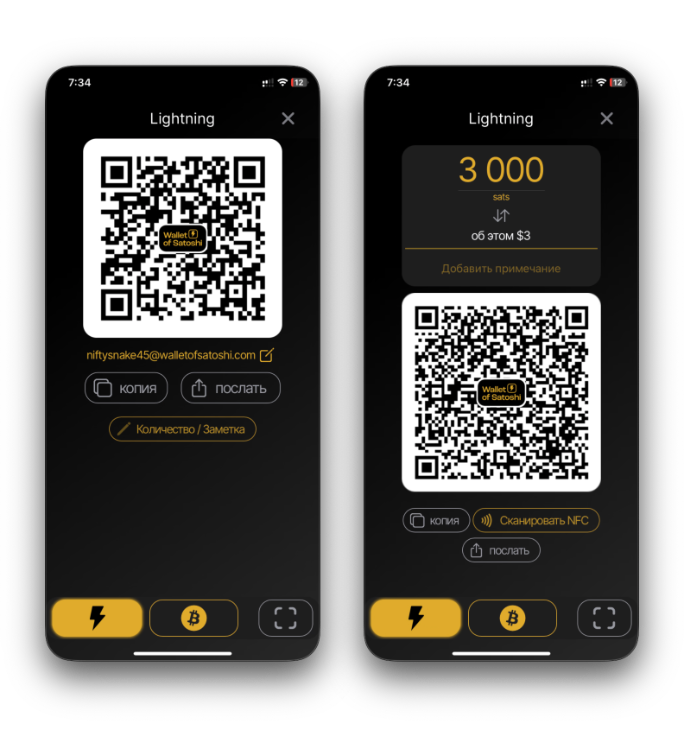 7:34
12
Lightning
Wallet
of Satoshi
niftysnake45@walletofsatoshi.com
копия
послать
Количество / Заметка
7:34
12
Lightning
3 000
sats
об этом $3
Добавить примечание
Wallet
of Satoshi
копия
Сканировать NFC
послать